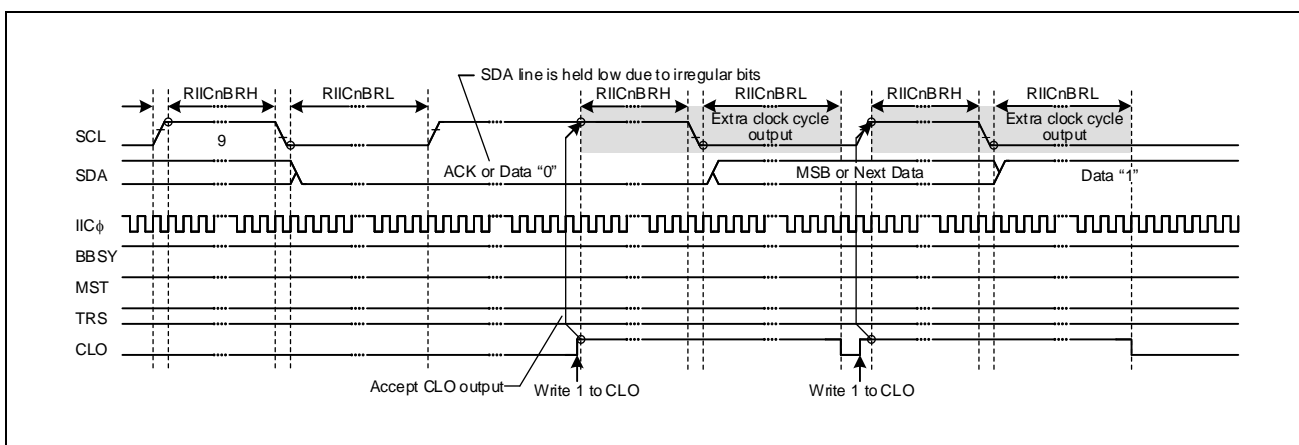 SDA line is held low due to irregular bits
RIICnBRH RIICnBRL RIICnBRH RIICnBRL RIICnBRH RIICnBRL
Extra clock cycle output
Extra clock cycle output
SCL 9
SDA ACK or Data “0” MSB or Next Data Data “1”
IICϕ
BBSY
MST
TRS
CLO
Accept CLO output Write 1 to CLO Write 1 to CLO